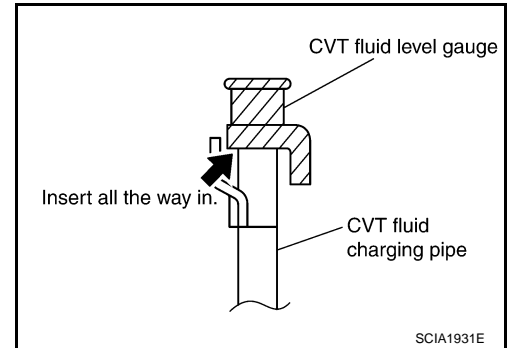 CVT fluid level gauge
Insert all the way in.
CVT fluid
charging pipe
SCIA1931E